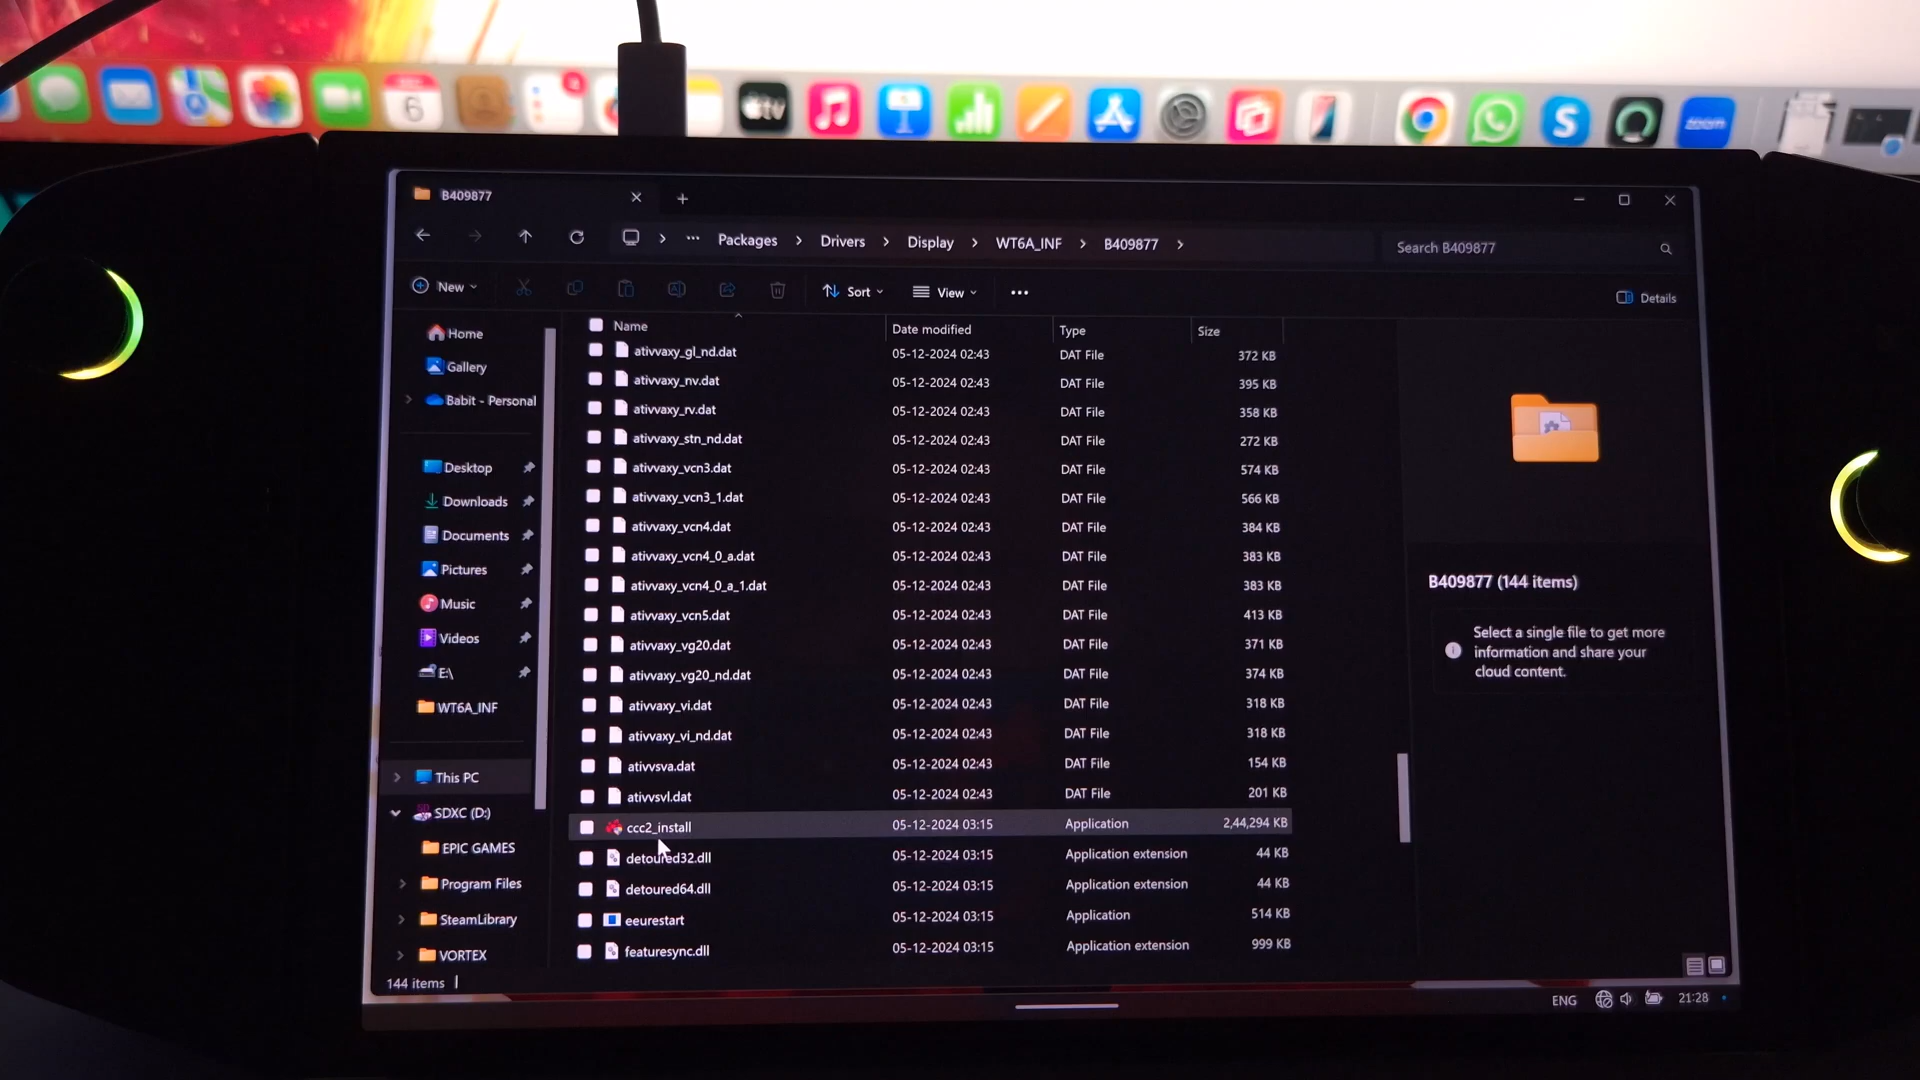 6
tv
S
zoom
B409877
Packages > Drivers > Display > WT6A_INF > B409877 >
Search B409877
New
Sort
View
Details
Name Date modified Type Size
Home
Gallery
Babit - Personal
Desktop
Downloads
Documents
Pictures
Music
Videos
E:\
WT6A_INF
This PC
SDXC (D:)
EPIC GAMES
Program Files
SteamLibrary
VORTEX
ativvaxy_gl_nd.dat 05-12-2024 02:43 DAT File 372 KB
ativvaxy_nv.dat 05-12-2024 02:43 DAT File 395 KB
ativvaxy_rv.dat 05-12-2024 02:43 DAT File 358 KB
ativvaxy_stn_nd.dat 05-12-2024 02:43 DAT File 272 KB
ativvaxy_vcn3.dat 05-12-2024 02:43 DAT File 574 KB
ativvaxy_vcn3_1.dat 05-12-2024 02:43 DAT File 566 KB
ativvaxy_vcn4.dat 05-12-2024 02:43 DAT File 384 KB
ativvaxy_vcn4_0_a.dat 05-12-2024 02:43 DAT File 383 KB
ativvaxy_vcn4_0_a_1.dat 05-12-2024 02:43 DAT File 383 KB
ativvaxy_vcn5.dat 05-12-2024 02:43 DAT File 413 KB
ativvaxy_vg20.dat 05-12-2024 02:43 DAT File 371 KB
ativvaxy_vg20_nd.dat 05-12-2024 02:43 DAT File 374 KB
ativvaxy_vi.dat 05-12-2024 02:43 DAT File 318 KB
ativvaxy_vi_nd.dat 05-12-2024 02:43 DAT File 318 KB
ativvsva.dat 05-12-2024 02:43 DAT File 154 KB
ativvsvl.dat 05-12-2024 02:43 DAT File 201 KB
ccc2_install 05-12-2024 03:15 Application 2,44,294 KB
detoured32.dll 05-12-2024 03:15 Application extension 44 KB
detoured64.dll 05-12-2024 03:15 Application extension 44 KB
eeurestart 05-12-2024 03:15 Application 514 KB
featuresync.dll 05-12-2024 03:15 Application extension 999 KB
B409877 (144 items)
Select a single file to get more
information and share your
cloud content.
144 items
ENG 21:28